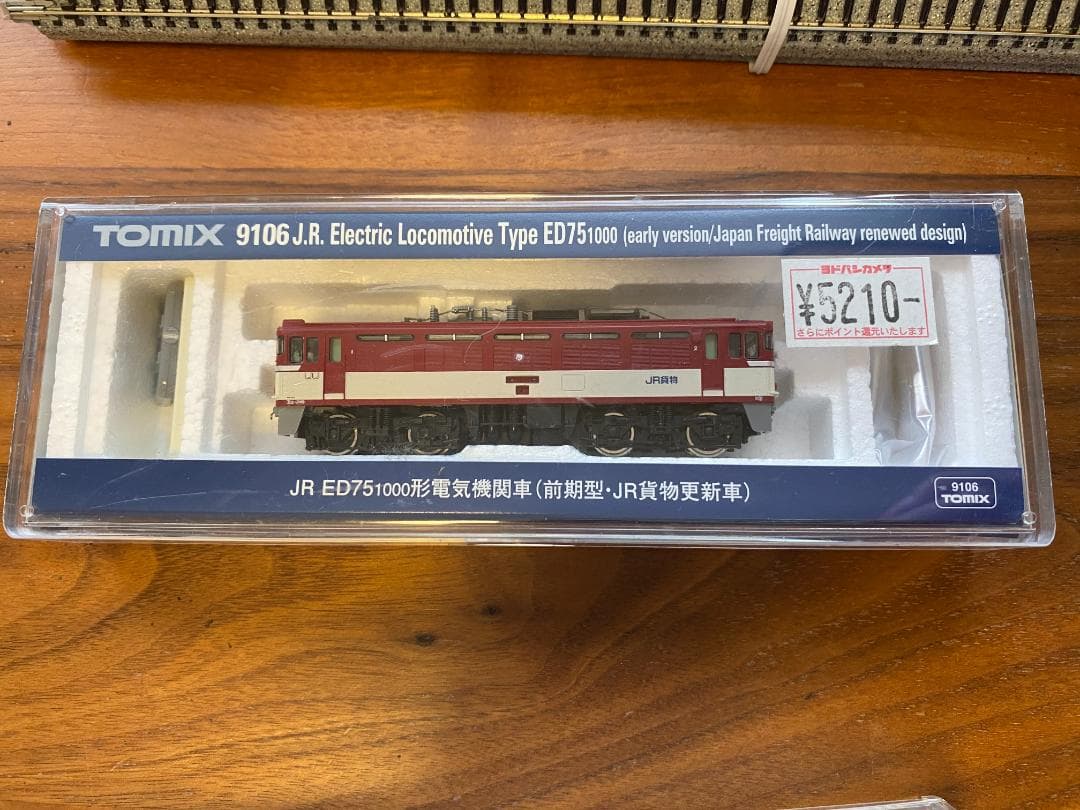 TOMIX 9106 J.R. Electric Locomotive Type ED751000 (early version/Japan Freight Railway renewed design)
ヨドバシカメラ
¥5210-
さらにポイント還元いたします
1
2
JR貨物
JR ED751000形電気機関車(前期型・JR貨物更新車)
9106
TOMIX